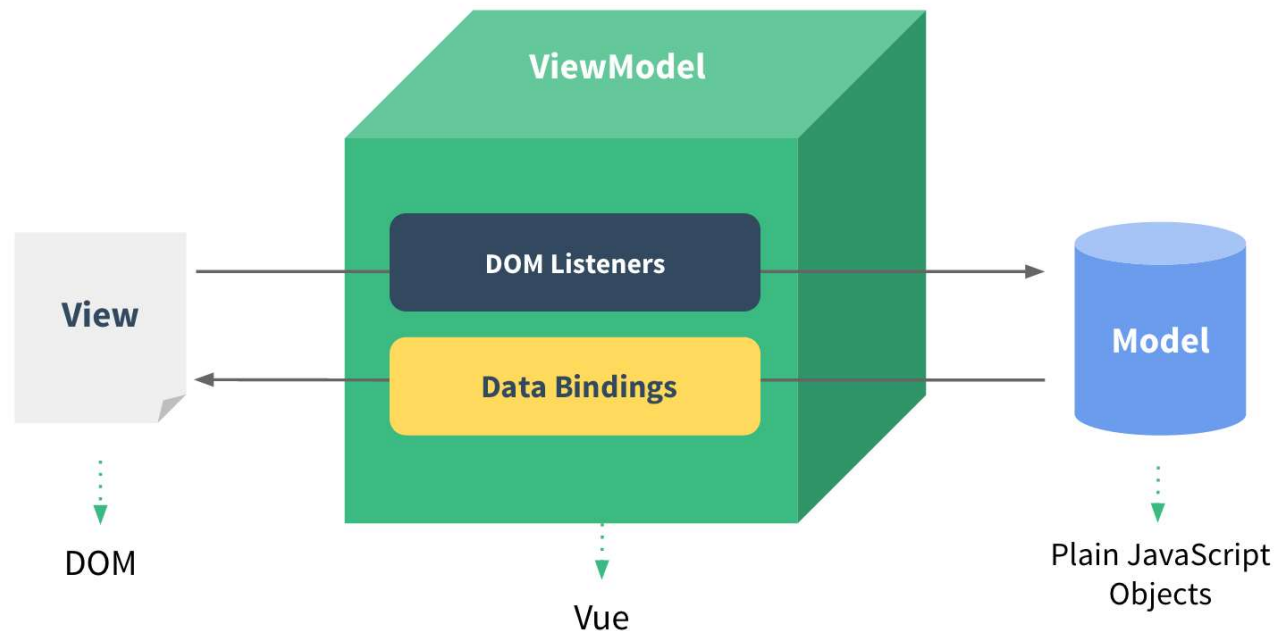 ViewModel
DOM Listeners
View
Model
Data Bindings
DOM
Vue
Plain JavaScript
Objects